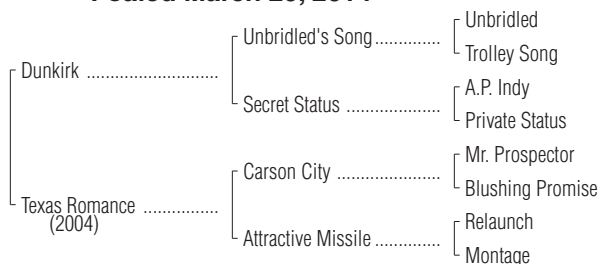 Unbridled
Unbridled's Song ..............
Trolley Song
Dunkirk ............................
A.P. Indy
Secret Status ....................
Private Status
Mr. Prospector
Carson City ......................
Blushing Promise
Texas Romance ................
(2004)
Relaunch
Attractive Missile ..............
Montage